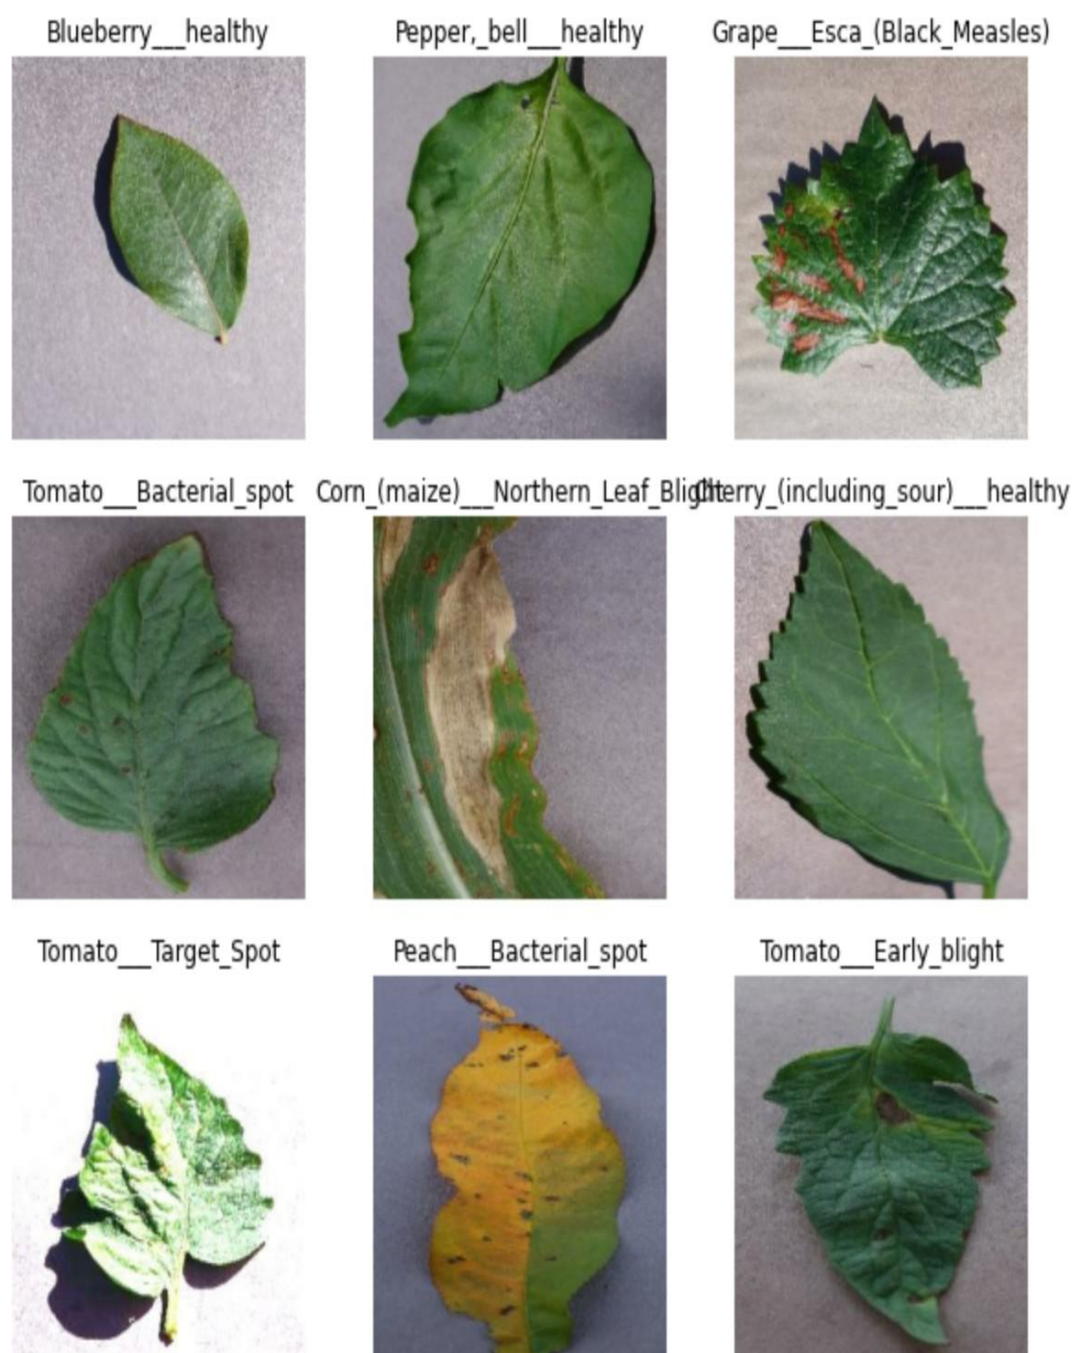 Blueberry___healthy
Pepper,_bell___healthy
Grape___Esca_(Black_Measles)
Tomato___Bacterial_spot
Corn_(maize)___Northern_Leaf_Blight
Cherry_(including_sour)___healthy
Tomato___Target_Spot
Peach___Bacterial_spot
Tomato___Early_blight